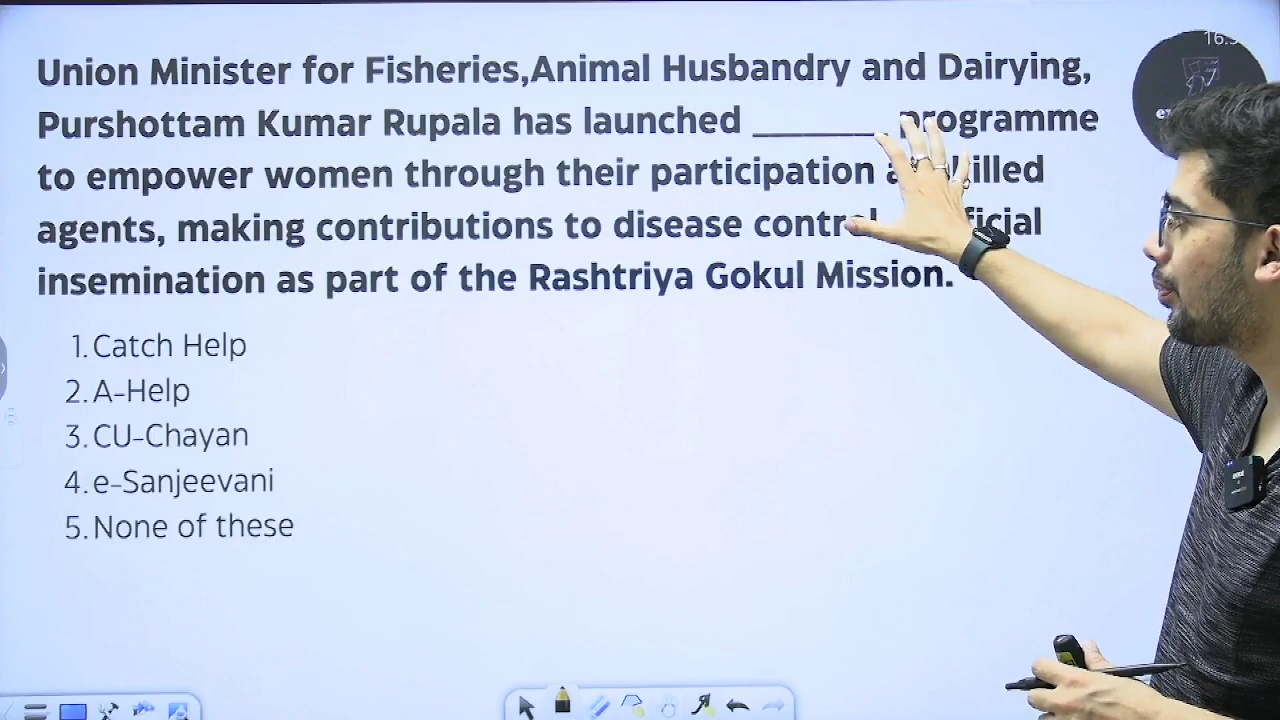 Union Minister for Fisheries,Animal Husbandry and Dairying,
Purshottam Kumar Rupala has launched ______ programme
to empower women through their participation
agents, making contributions to disease
insemination as part of the Rashtriya Gokul Mission.
1. Catch Help
2. A-Help
3. CU-Chayan
4. e-Sanjeevani
5. None of these